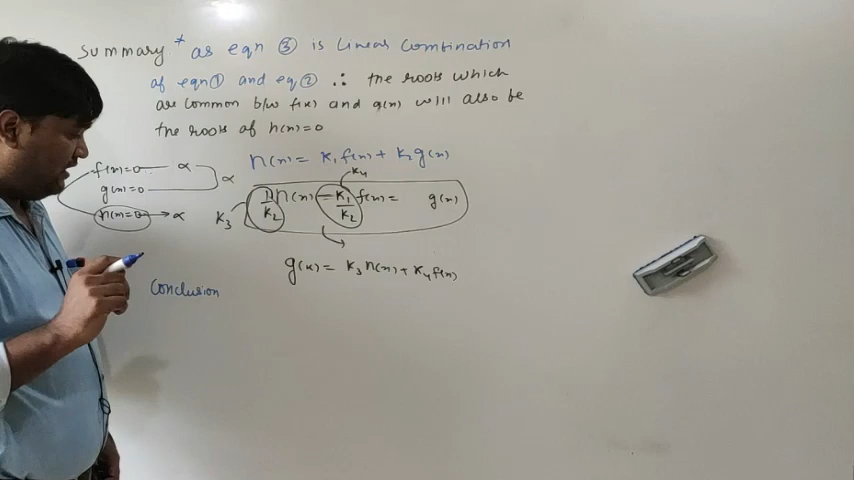 Summary * as eqn ③ is Linear Combination
of eqn① and eq② ∴ the roots which
are common b/w f(x) and g(x) will also be
the roots of h(x)=0
h(x) = K₁f(x) + K₂g(x)
f(x)=0 α
g(x)=0 α
h(x)=0 → α
K₄
1/K₂ h(x) - K₁/K₂ f(x) = g(x)
K₃
g(x) = K₃h(x) + K₄f(x)
Conclusion